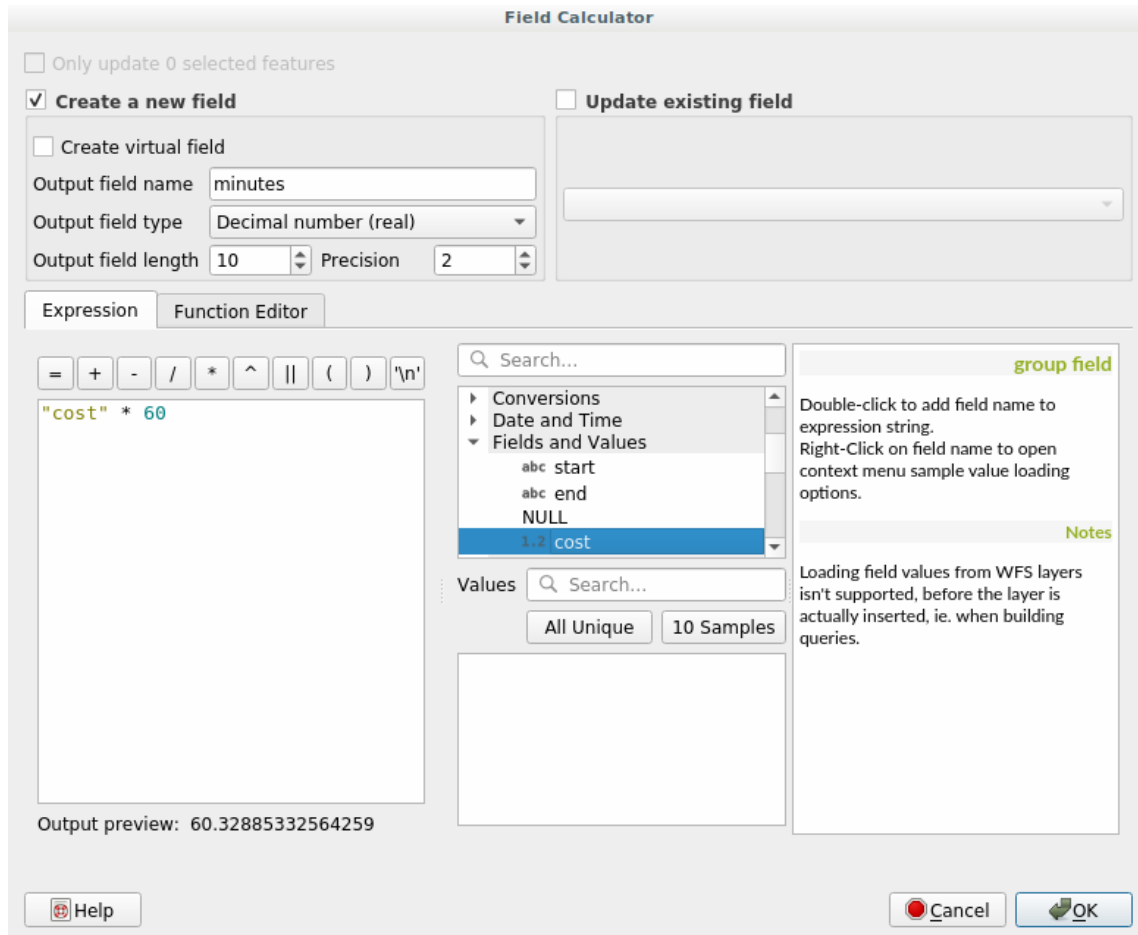 Field Calculator
Only update 0 selected features
Create a new field
Update existing field
Create virtual field
Output field name minutes
Output field type Decimal number (real)
Output field length 10 Precision 2
Expression Function Editor
= + - / * ^ || ( ) '\n'
"cost" * 60
Output preview: 60.32885332564259
Search...
Conversions
Date and Time
Fields and Values
abc start
abc end
NULL
1.2 cost
Values Search...
All Unique 10 Samples
group field
Double-click to add field name to
expression string.
Right-Click on field name to open
context menu sample value loading
options.
Notes
Loading field values from WFS layers
isn't supported, before the layer is
actually inserted, ie. when building
queries.
Help Cancel OK